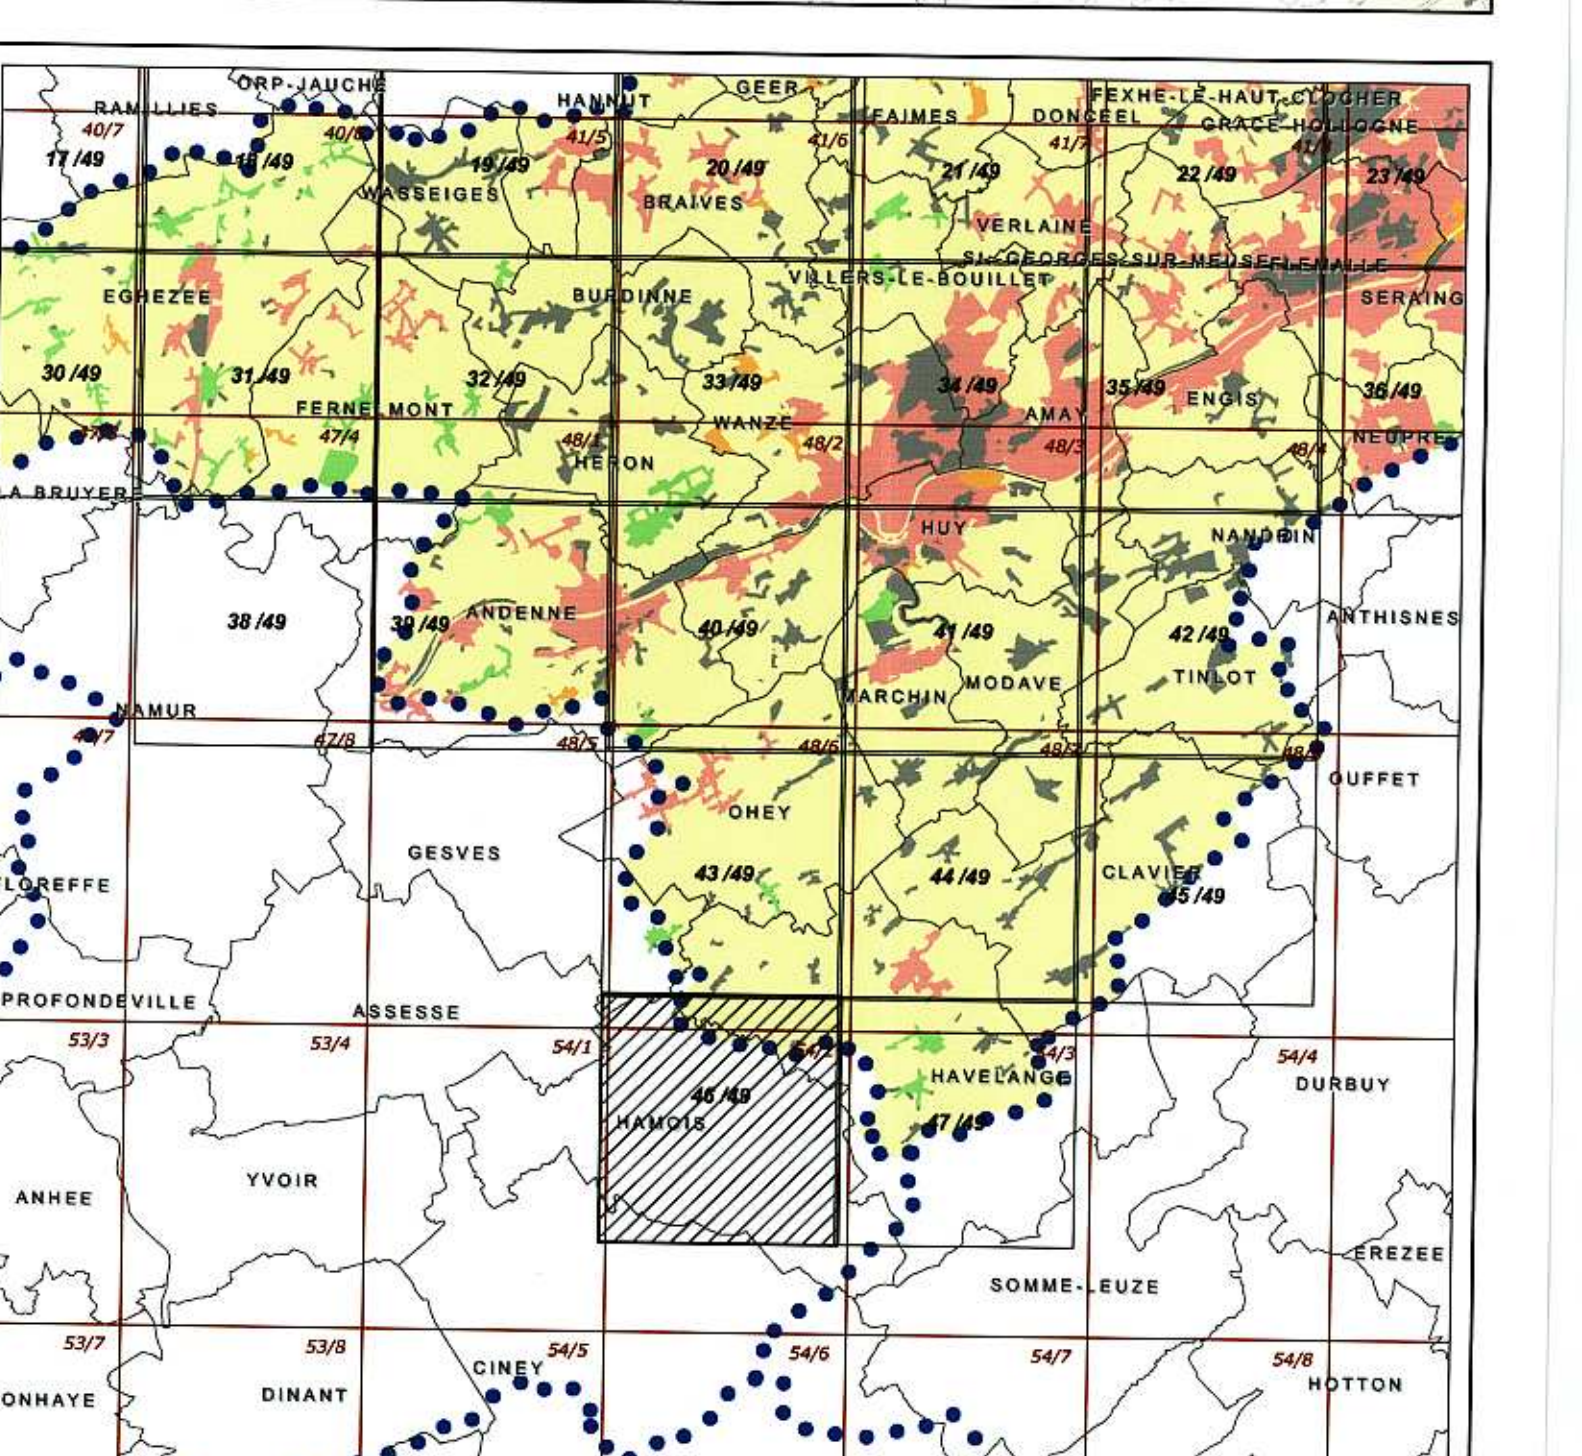 ORP-JAUCHE
RAMILLIES
HANNUT
GEER
FAIMES
DONCEEL
FEXHE-LE-HAUT-CLOCHER
GRACE-HOLLOGNE
40/7
41/5
41/6
17 /49
19 /49
20 /49
21 /49
22 /49
23 /49
WASSEIGES
BRAIVES
VERLAINE
ST-GEORGES-SUR-MEUSE
FLEMALLE
VILLERS-LE-BOUILLET
EGHEZEE
BURDINNE
SERAING
30 /49
31 /49
32 /49
33 /49
34 /49
35 /49
36 /49
FERNELMONT
WANZE
AMAY
ENGIS
NEUPRE
47/4
48/1
48/2
48/3
48/4
HERON
LA BRUYERE
HUY
NANDRIN
38 /49
39 /49
ANDENNE
40 /49
41 /49
42 /49
ANTHISNES
MARCHIN
MODAVE
TINLOT
NAMUR
47/8
48/5
48/6
OUFFET
OHEY
GESVES
43 /49
44 /49
CLAVIER
45 /49
FLOREFFE
PROFONDEVILLE
ASSESSE
53/3
53/4
54/1
54/4
HAVELANGE
DURBUY
46 /49
HAMOIS
47 /49
ANHEE
YVOIR
EREZEE
SOMME-LEUZE
53/7
53/8
54/5
54/6
54/7
54/8
CINEY
DINANT
HOTTON
ONHAYE